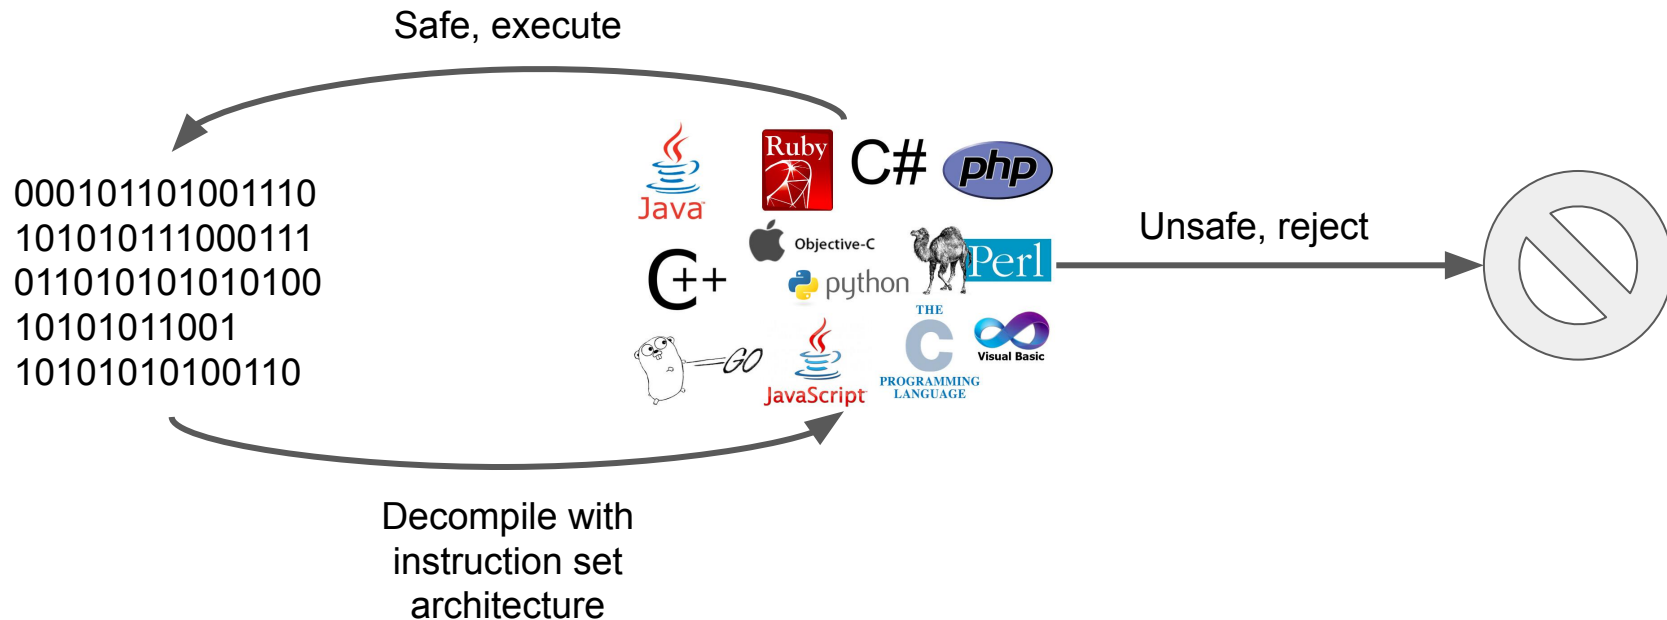 Safe, execute
000101101001110
101010111000111
011010101010100
10101011001
10101010100110
Java
Ruby
C#
php
C++
Objective-C
python
Perl
GO
JavaScript
THE
C
PROGRAMMING
LANGUAGE
Visual Basic
Unsafe, reject
Decompile with
instruction set
architecture